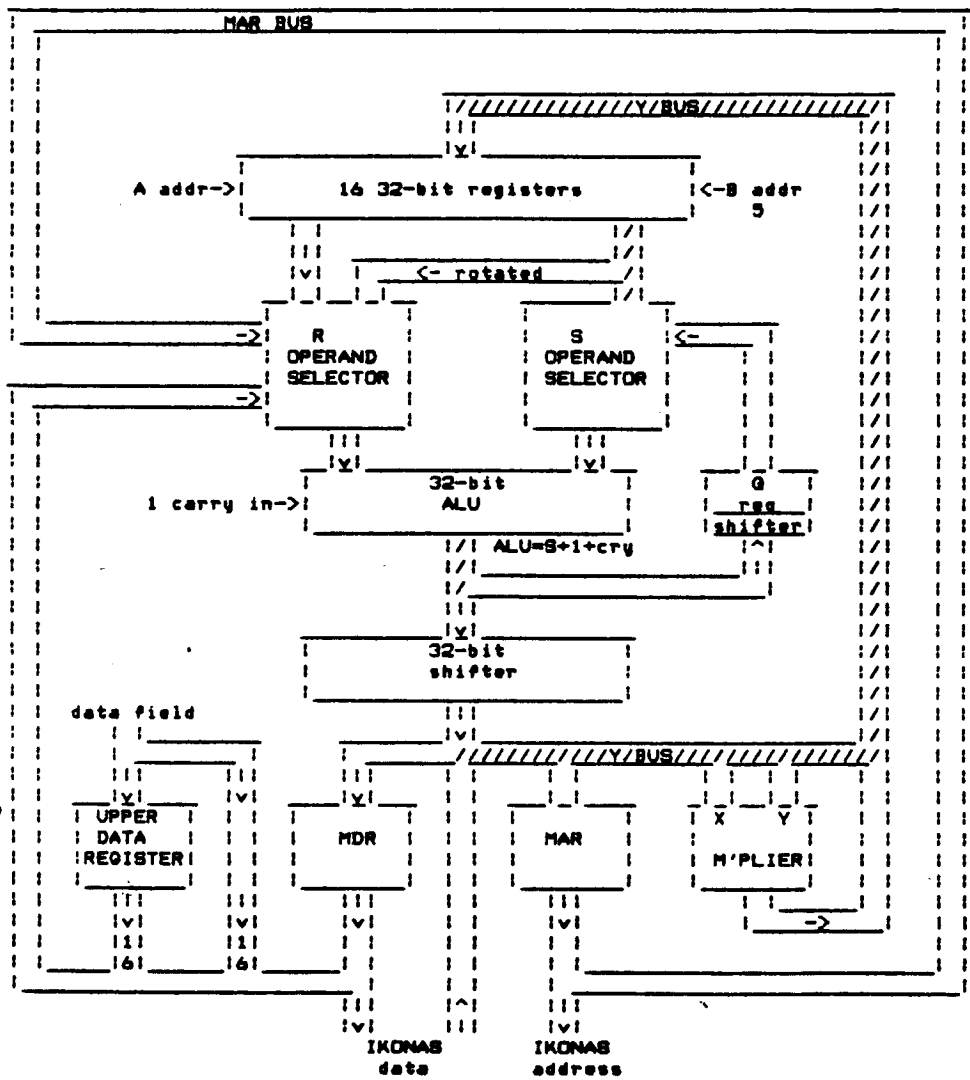 MAR BUS
Y BUS
A addr->
16 32-bit registers
<-B addr
5
<- rotated
R
OPERAND
SELECTOR
S
OPERAND
SELECTOR
->
<-
->
1 carry in->
32-bit
ALU
Q
reg
shifter
ALU=S+1+cry
32-bit
shifter
data field
Y BUS
UPPER
DATA
REGISTER
MDR
MAR
X Y
M'PLIER
->
16
16
IKONAS
data
IKONAS
address